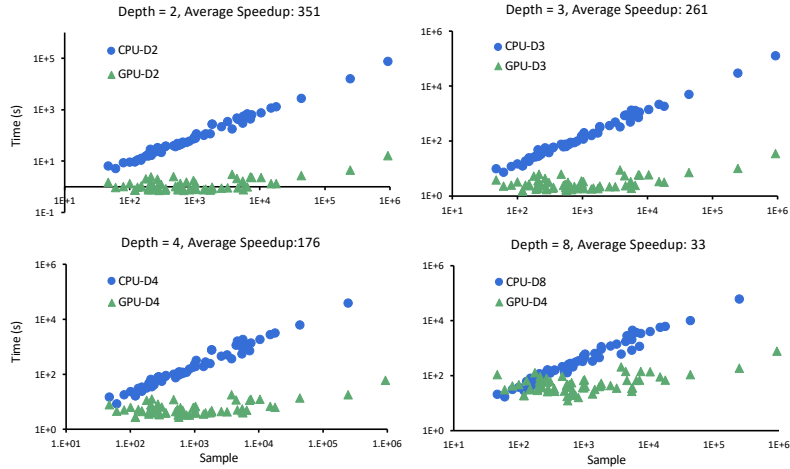 Depth = 2, Average Speedup: 351
Time (s)
1E+5
1E+3
1E+1
1E-1
CPU-D2
GPU-D2
1E+1 1E+2 1E+3 1E+4 1E+5 1E+6
Depth = 3, Average Speedup: 261
1E+6
1E+4
1E+2
1E+0
CPU-D3
GPU-D3
1E+1 1E+2 1E+3 1E+4 1E+5 1E+6
Depth = 4, Average Speedup:176
Time (s)
1E+6
1E+4
1E+2
1E+0
CPU-D4
GPU-D4
1.E+01 1.E+02 1.E+03 1.E+04 1.E+05 1.E+06
Sample
Depth = 8, Average Speedup: 33
1E+6
1E+4
1E+2
1E+0
CPU-D8
GPU-D4
1E+1 1E+2 1E+3 1E+4 1E+5 1E+6
Sample